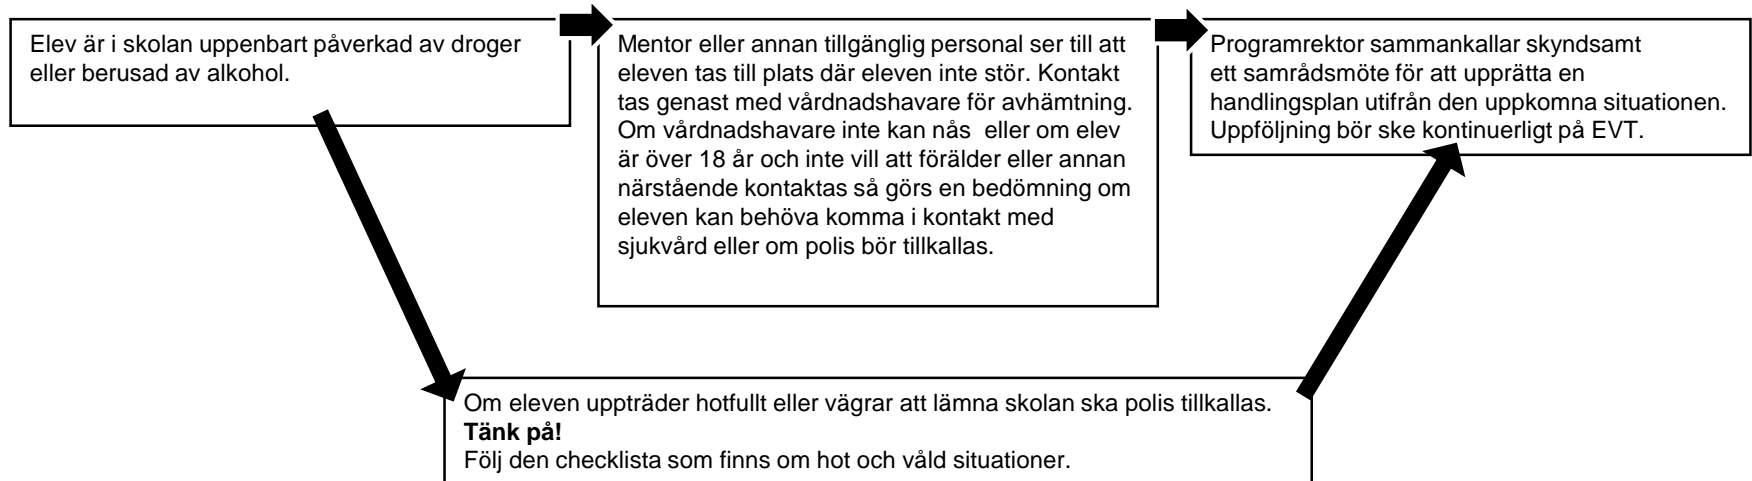 Elev är i skolan uppenbart påverkad av droger
eller berusad av alkohol.
Mentor eller annan tillgänglig personal ser till att
eleven tas till plats där eleven inte stör. Kontakt
tas genast med vårdnadshavare för avhämtning.
Om vårdnadshavare inte kan nås  eller om elev
är över 18 år och inte vill att förälder eller annan
närstående kontaktas så görs en bedömning om
eleven kan behöva komma i kontakt med
sjukvård eller om polis bör tillkallas.
Programrektor sammankallar skyndsamt
ett samrådsmöte för att upprätta en
handlingsplan utifrån den uppkomna situationen.
Uppföljning bör ske kontinuerligt på EVT.
Om eleven uppträder hotfullt eller vägrar att lämna skolan ska polis tillkallas.
Tänk på!
Följ den checklista som finns om hot och våld situationer.